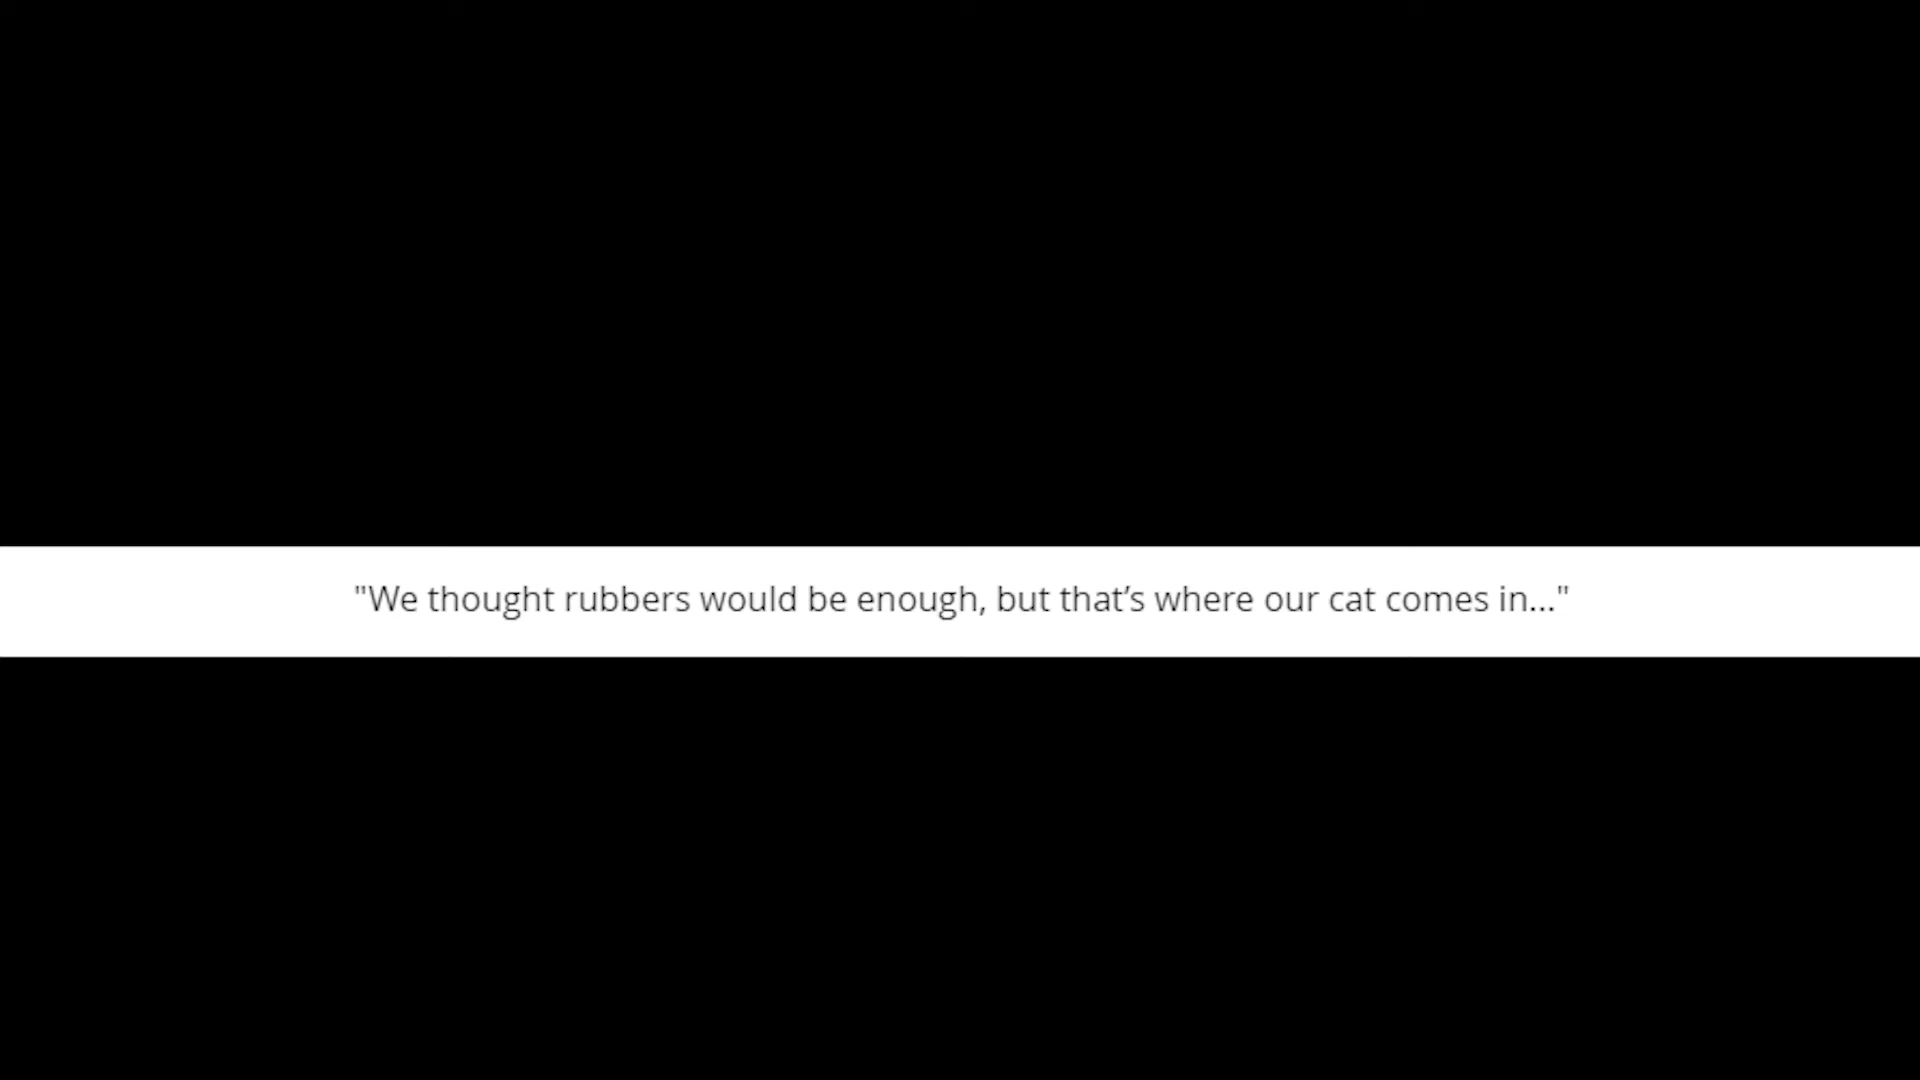 "We thought rubbers would be enough, but that’s where our cat comes in..."